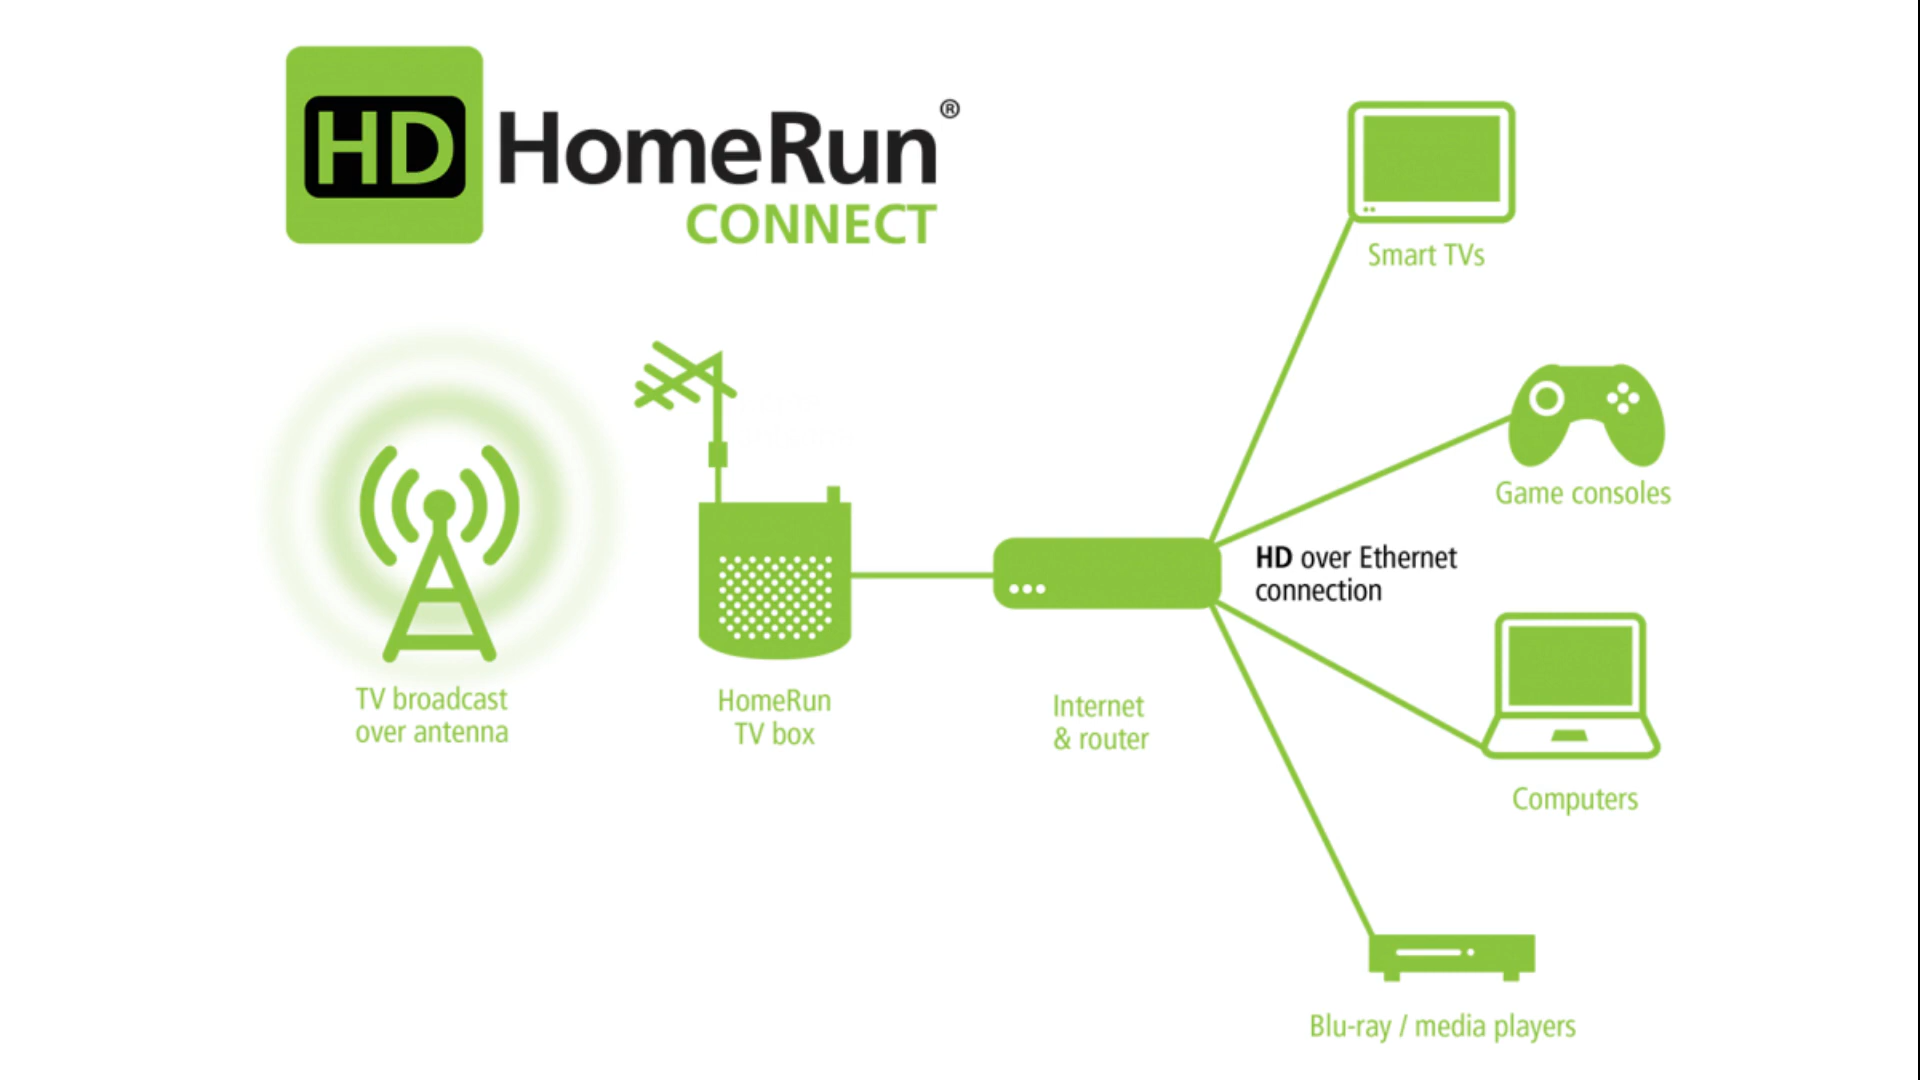 HD HomeRun®
CONNECT
Smart TVs
Game consoles
HD over Ethernet
connection
TV broadcast
over antenna
HomeRun
TV box
Internet
& router
Computers
Blu-ray / media players